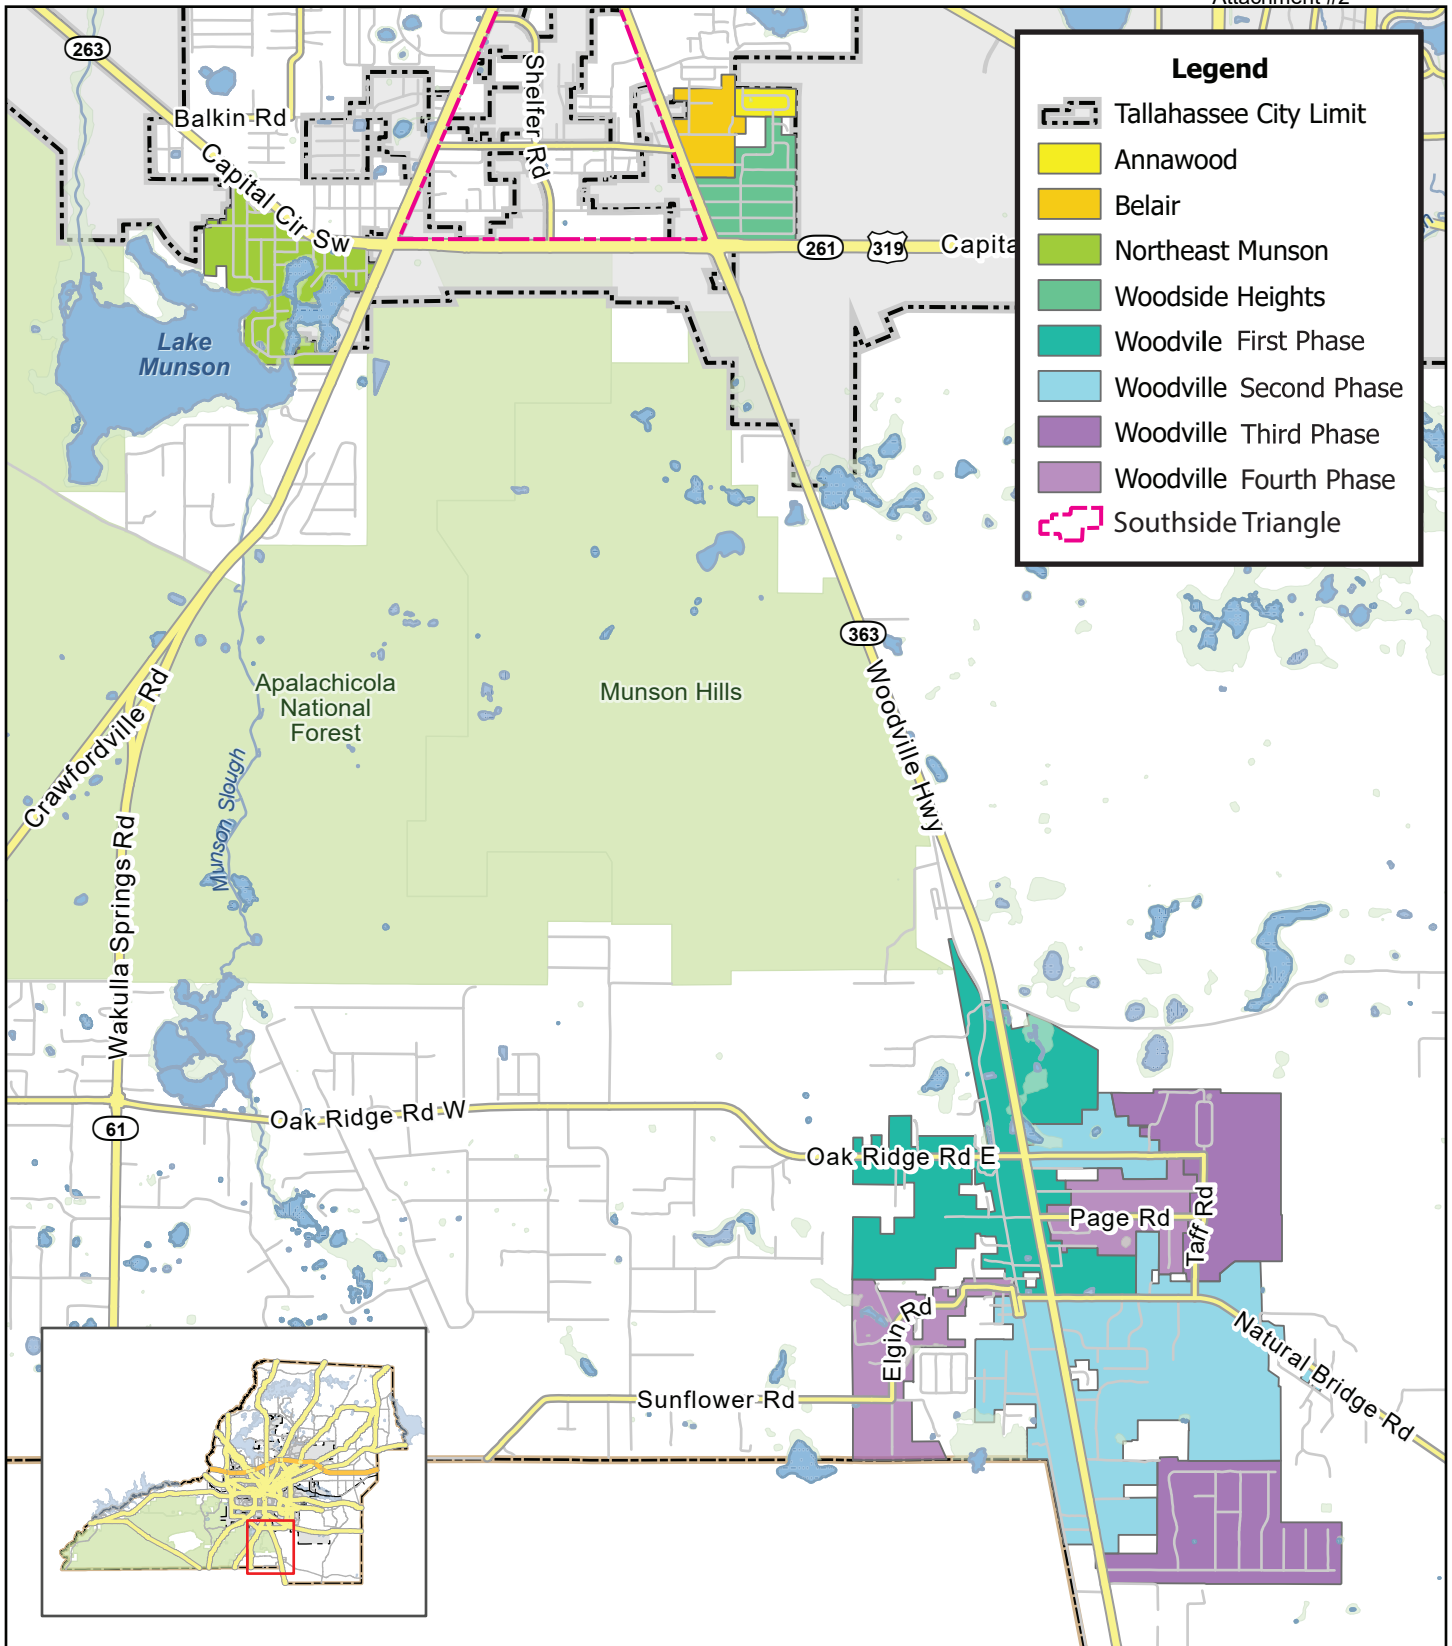 Attachment #2
263
Balkin Rd
Capital Cir Sw
Shelfer Rd
261
319
Capita
Lake
Munson
Legend
Tallahassee City Limit
Annawood
Belair
Northeast Munson
Woodside Heights
Woodvile First Phase
Woodville Second Phase
Woodville Third Phase
Woodville Fourth Phase
Southside Triangle
363
Woodville Hwy
Apalachicola
National
Forest
Munson Hills
Crawfordville Rd
Munson Slough
Wakulla Springs Rd
61
Oak Ridge Rd W
Oak Ridge Rd E
Page Rd
Taff Rd
Elgin Rd
Natural Bridge Rd
Sunflower Rd